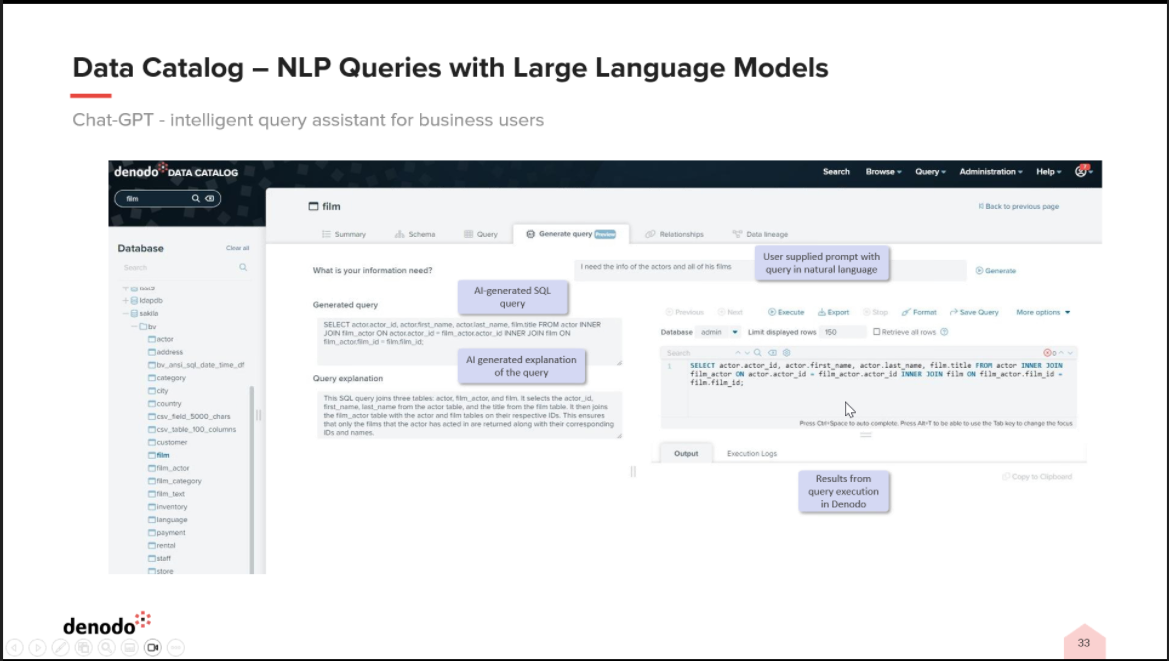 Data Catalog – NLP Queries with Large Language Models
Chat-GPT - intelligent query assistant for business users
denodo DATA CATALOG
Search Browse Query Administration Help
film
film
Back to previous page
Summary Schema Query Generate query Preview Relationships Data lineage
Database Clear all
Search
ldapdb
sakila
bv
actor
address
bv_ansi_sql_date_time_df
category
city
country
csv_field_5000_chars
csv_table_100_columns
customer
film
film_actor
film_category
film_text
inventory
language
payment
rental
staff
store
What is your information need?
I need the info of the actors and all of his films
User supplied prompt with
query in natural language
Generate
AI-generated SQL
query
Generated query
SELECT actor.actor_id, actor.first_name, actor.last_name, film.title FROM actor INNER
JOIN film_actor ON actor.actor_id = film_actor.actor_id INNER JOIN film ON
film_actor.film_id = film.film_id;
AI generated explanation
of the query
Query explanation
This SQL query joins three tables: actor, film_actor, and film. It selects the actor_id,
first_name, last_name from the actor table, and the title from the film table. It then joins
the film_actor table with the actor and film tables on their respective IDs. This ensures
that only the films that the actor has acted in are returned along with their corresponding
IDs and names.
Previous Next Execute Export Stop Format Save Query More options
Database admin Limit displayed rows 150 Retrieve all rows
Search
0
1 SELECT actor.actor_id, actor.first_name, actor.last_name, film.title FROM actor INNER JOIN
film_actor ON actor.actor_id = film_actor.actor_id INNER JOIN film ON film_actor.film_id =
film.film_id;
Press Ctrl+Space to auto complete. Press Alt+T to be able to use the Tab key to change the focus
Output Execution Logs
Copy to Clipboard
Results from
query execution
in Denodo
denodo
33